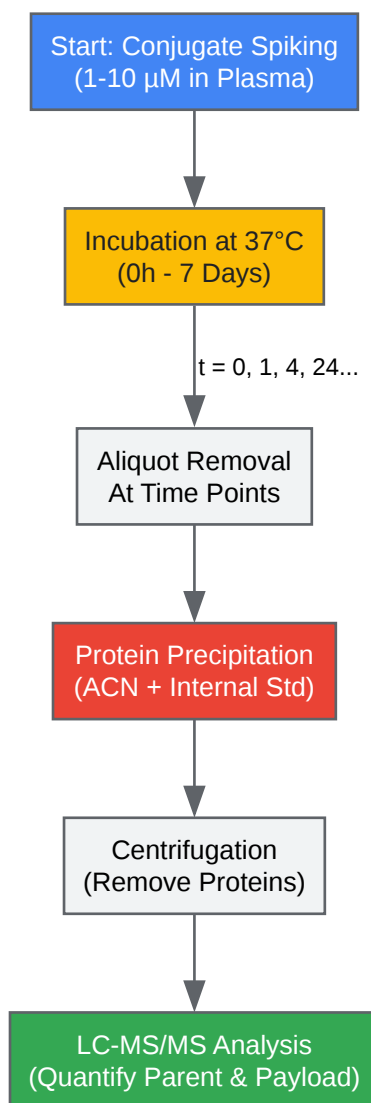 Start: Conjugate Spiking
(1-10 µM in Plasma)
Incubation at 37°C
(0h - 7 Days)
t = 0, 1, 4, 24...
Aliquot Removal
At Time Points
Protein Precipitation
(ACN + Internal Std)
Centrifugation
(Remove Proteins)
LC-MS/MS Analysis
(Quantify Parent & Payload)